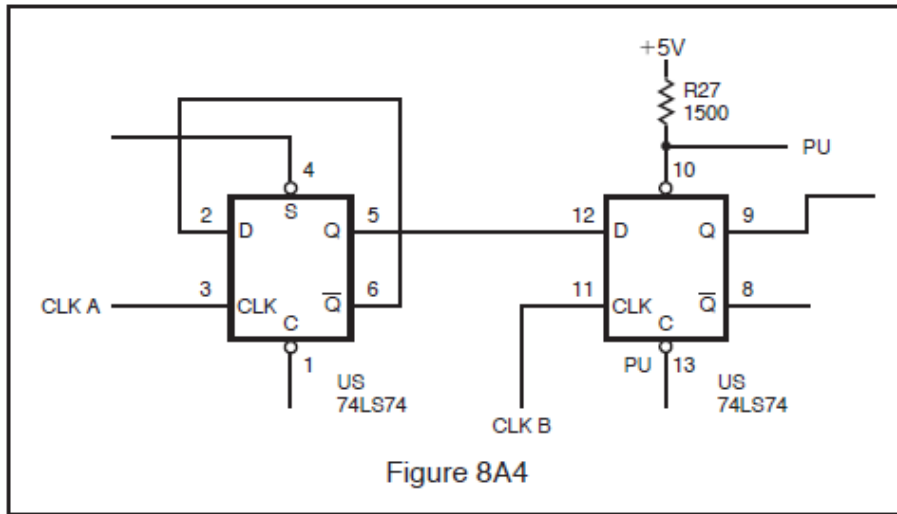 +5V
R27
1500
PU
4
10
S
2
D
Q
5
12
D
Q
9
3
CLK A
CLK
Q
6
11
CLK
Q
8
C
C
1
PU
13
US
74LS74
US
74LS74
CLK B
Figure 8A4